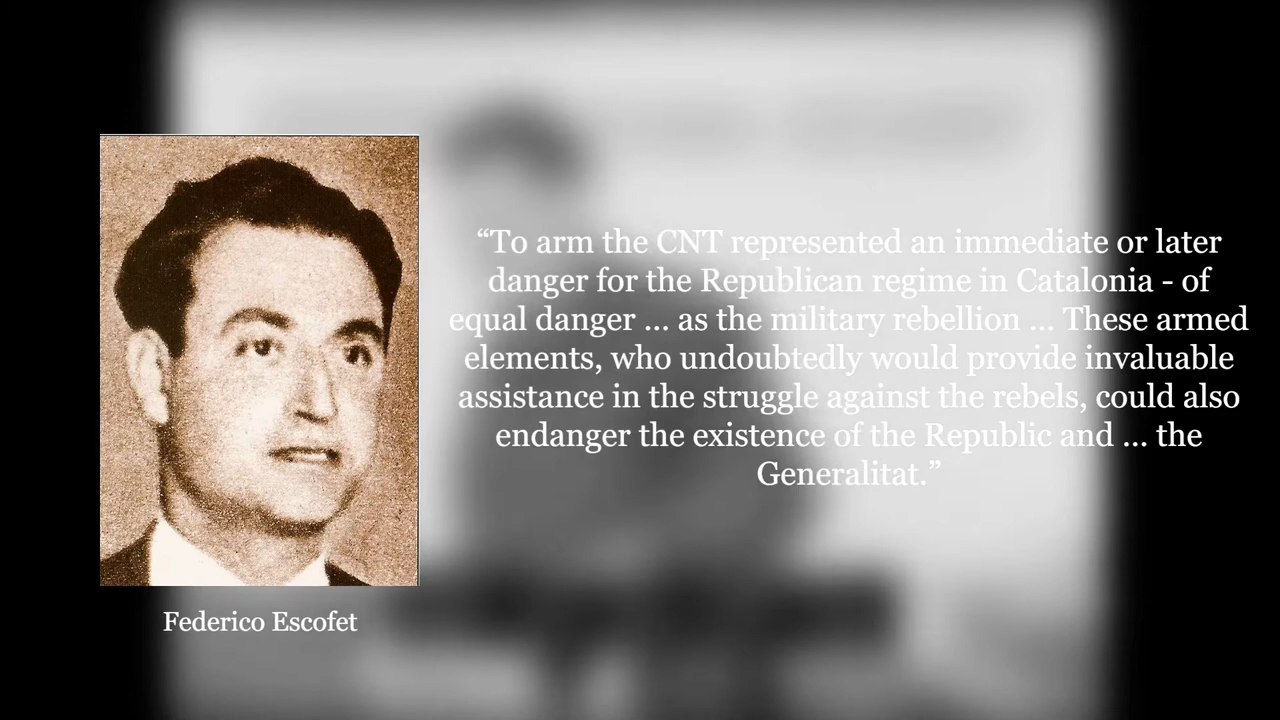 “To arm the CNT represented an immediate or later
danger for the Republican regime in Catalonia - of
equal danger ... as the military rebellion ... These armed
elements, who undoubtedly would provide invaluable
assistance in the struggle against the rebels, could also
endanger the existence of the Republic and ... the
Generalitat.”
Federico Escofet